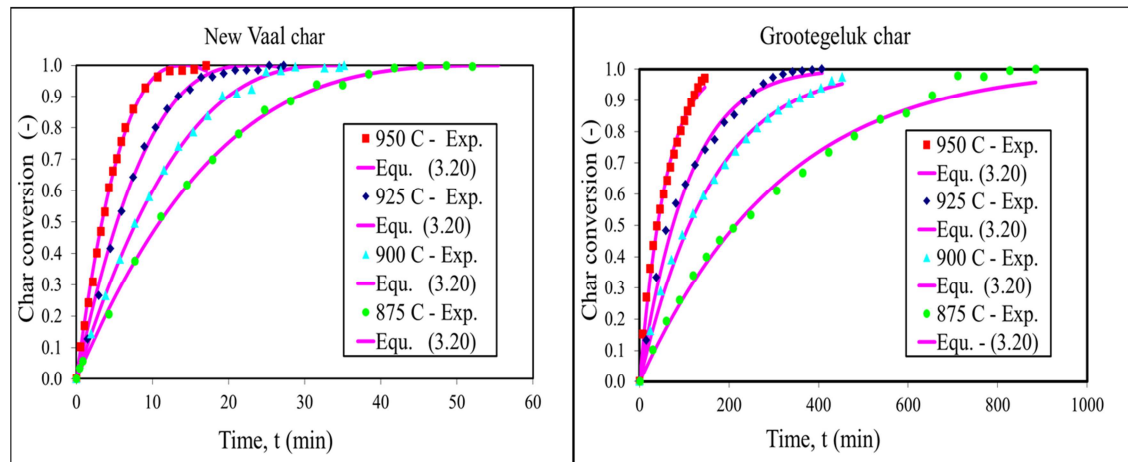 New Vaal char
Char conversion (-)
1.0
0.9
0.8
0.7
0.6
0.5
0.4
0.3
0.2
0.1
0.0
950 C - Exp.
Equ. (3.20)
925 C - Exp.
Equ. (3.20)
900 C - Exp.
Equ. (3.20)
875 C - Exp.
Equ. (3.20)
0 10 20 30 40 50 60
Time, t (min)
Grootegeluk char
Char conversion (-)
1.0
0.9
0.8
0.7
0.6
0.5
0.4
0.3
0.2
0.1
0.0
950 C - Exp.
Equ. (3.20)
925 C - Exp.
Equ. (3.20)
900 C - Exp.
Equ. (3.20)
875 C - Exp.
Equ. - (3.20)
0 200 400 600 800 1000
Time, t (min)